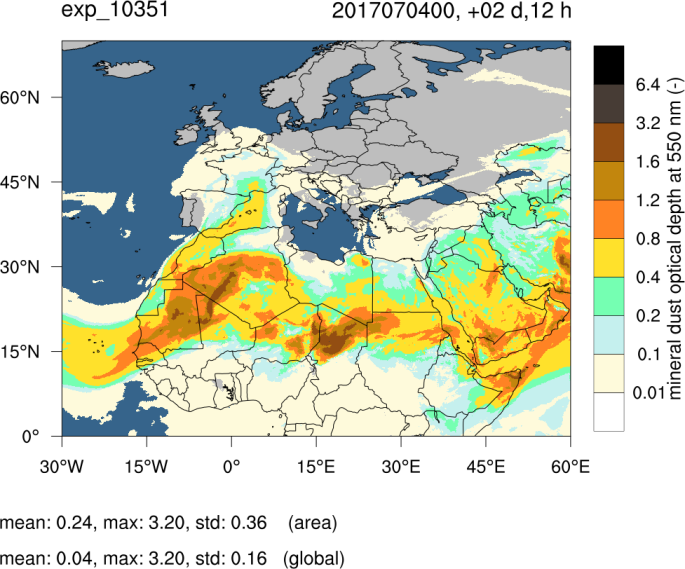 exp_10351
2017070400, +02 d,12 h
60°N
45°N
30°N
15°N
0°
30°W
15°W
0°
15°E
30°E
45°E
60°E
6.4
3.2
1.6
1.2
0.8
0.4
0.2
0.1
0.01
mineral dust optical depth at 550 nm (-)
mean: 0.24, max: 3.20, std: 0.36 (area)
mean: 0.04, max: 3.20, std: 0.16 (global)